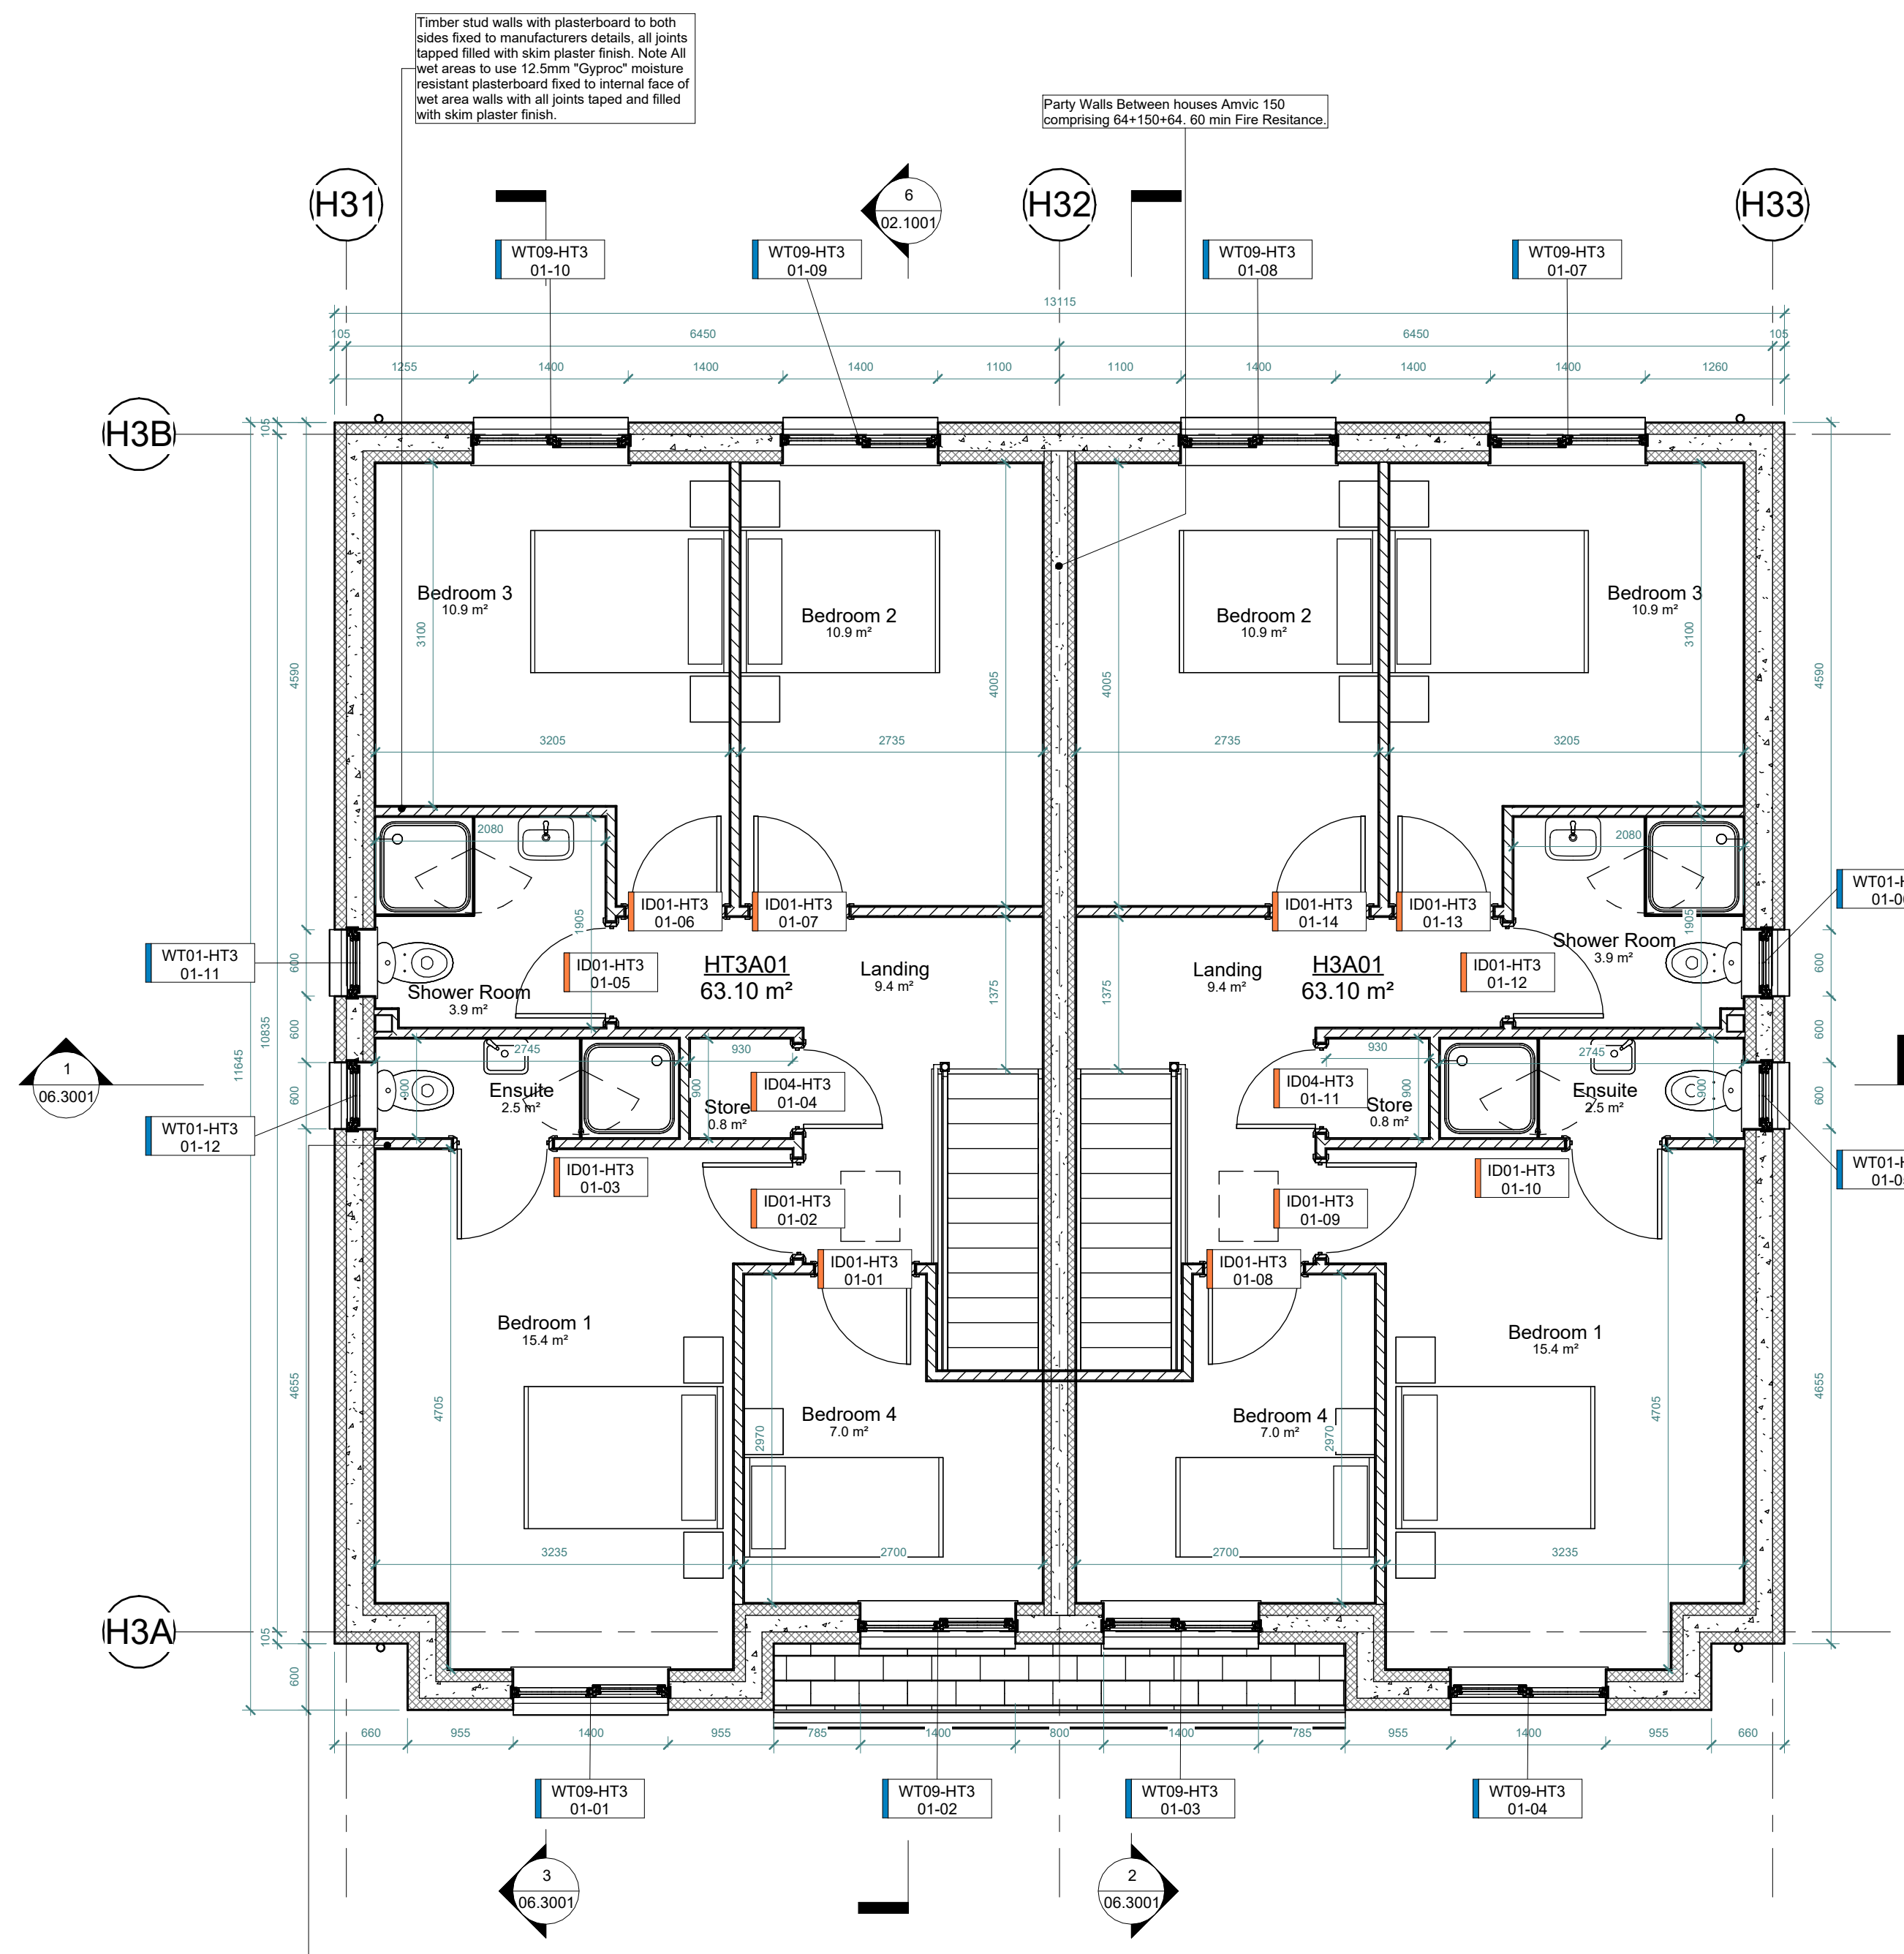 Timber stud walls with plasterboard to both
sides fixed to manufacturers details, all joints
tapped filled with skim plaster finish. Note All
wet areas to use 12.5mm "Gyproc" moisture
resistant plasterboard fixed to internal face of
wet area walls with all joints taped and filled
with skim plaster finish.
Party Walls Between houses Amvic 150
comprising 64+150+64. 60 min Fire Resitance.
H31
6
02.1001
H32
H33
WT09-HT3
01-10
WT09-HT3
01-09
WT09-HT3
01-08
WT09-HT3
01-07
13115
105
6450
6450
105
1255
1400
1400
1400
1100
1100
1400
1400
1400
1260
H3B
105
Bedroom 3
10.9 m²
Bedroom 2
10.9 m²
Bedroom 2
10.9 m²
Bedroom 3
10.9 m²
3100
3100
4590
4005
4005
4590
3205
2735
2735
3205
2080
2080
ID01-HT3
01-06
ID01-HT3
01-07
ID01-HT3
01-14
ID01-HT3
01-13
1905
1905
WT01-HT3
01-11
600
Shower Room
3.9 m²
ID01-HT3
01-05
HT3A01
63.10 m²
Landing
9.4 m²
1375
1375
Landing
9.4 m²
H3A01
63.10 m²
ID01-HT3
01-12
Shower Room
3.9 m²
600
11645
10835
600
600
1
06.3001
2745
930
930
2745
900
Ensuite
2.5 m²
900
Store
0.8 m²
ID04-HT3
01-04
ID04-HT3
01-11
Store
0.8 m²
900
Ensuite
2.5 m²
900
600
600
WT01-HT3
01-12
ID01-HT3
01-03
ID01-HT3
01-02
ID01-HT3
01-09
ID01-HT3
01-10
ID01-HT3
01-01
ID01-HT3
01-08
Bedroom 1
15.4 m²
Bedroom 1
15.4 m²
4655
4705
Bedroom 4
7.0 m²
2970
Bedroom 4
7.0 m²
2970
4705
4655
3235
2700
2700
3235
H3A
105
600
660
955
1400
955
785
1400
800
1400
785
955
1400
955
660
WT09-HT3
01-01
WT09-HT3
01-02
WT09-HT3
01-03
WT09-HT3
01-04
3
06.3001
2
06.3001